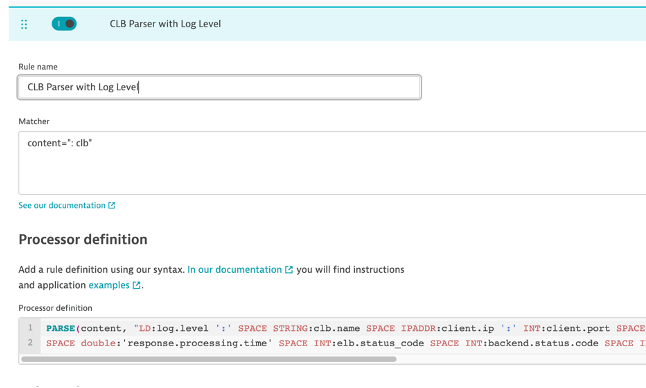 CLB Parser with Log Level
Rule name
CLB Parser with Log Level
Matcher
content=": clb"
See our documentation
Processor definition
Add a rule definition using our syntax. In our documentation you will find instructions
and application examples .
Processor definition
1 PARSE(content, "LD:log.level ':' SPACE STRING:clb.name SPACE IPADDR:client.ip ':' INT:client.port SPACE
2 SPACE double:'response.processing.time' SPACE INT:elb.status_code SPACE INT:backend.status.code SPACE I